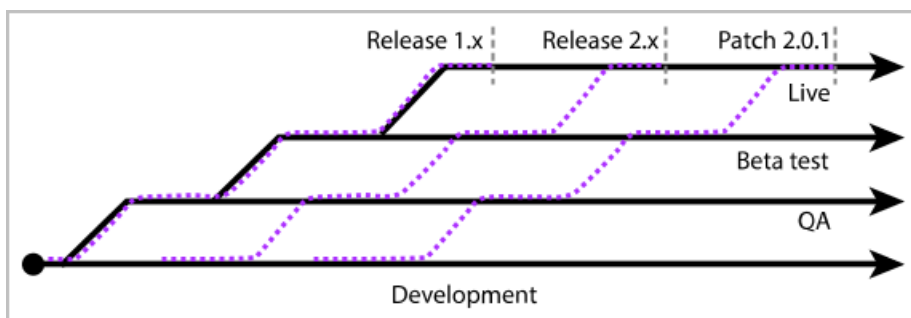 Release 1.x Release 2.x Patch 2.0.1
Live
Beta test
QA
Development